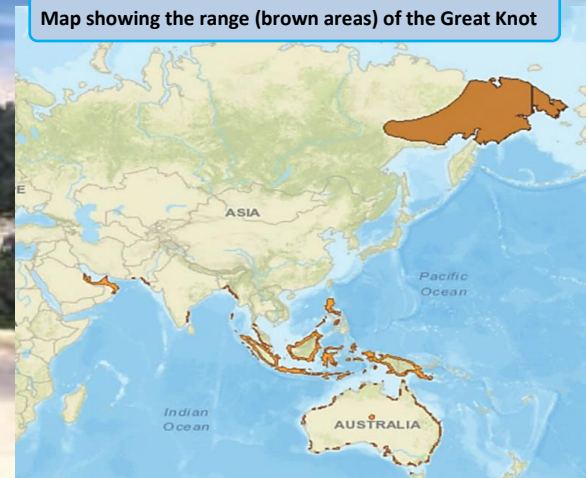 Map showing the range (brown areas) of the Great Knot
E
ASIA
Pacific
Ocean
Indian
Ocean
AUSTRALIA